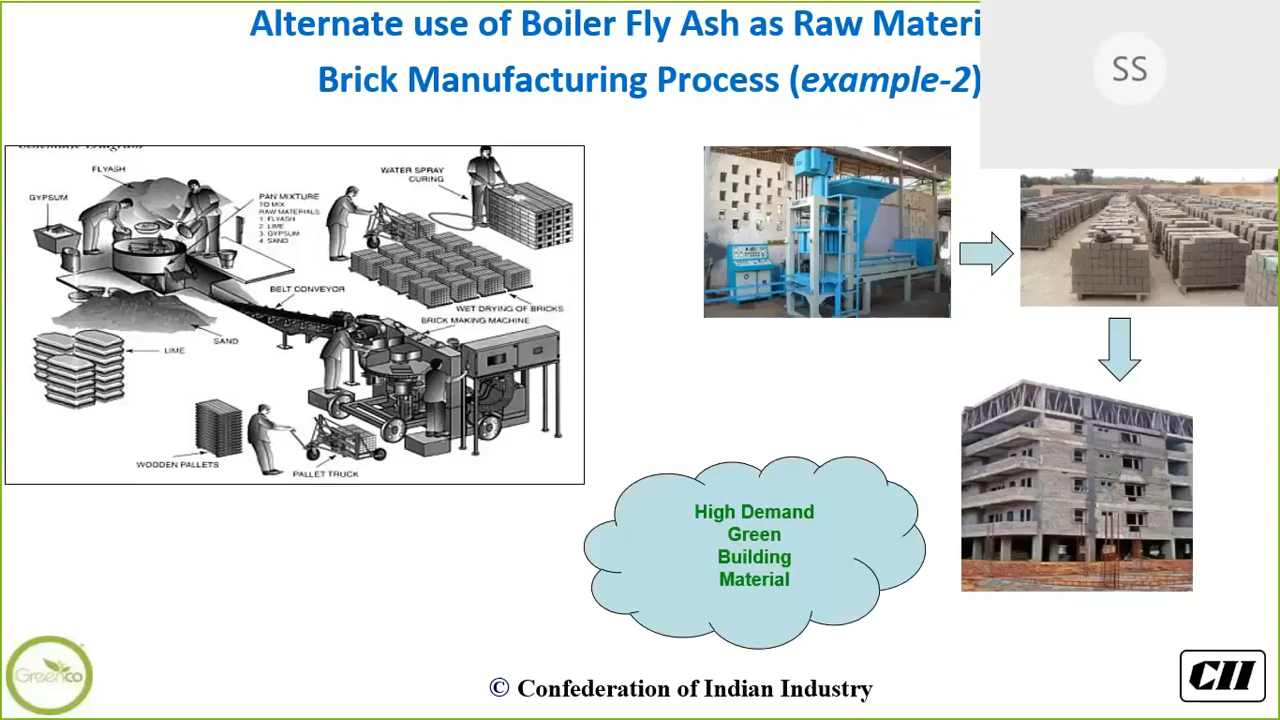 Alternate use of Boiler Fly Ash as Raw
Brick Manufacturing Process (example-2)
SS
FLYASH
GYPSUM
PAN MIXTURE
TO MIX
RAW MATERIALS
1. FLYASH
2. LIME
3. GYPSUM
4. SAND
WATER SPRAY
CURING
BELT CONVEYOR
WET DRYING OF BRICKS
BRICK MAKING MACHINE
SAND
LIME
WOODEN PALLETS
PALLET TRUCK
High Demand
Green
Building
Material
Greenco
© Confederation of Indian Industry
CII